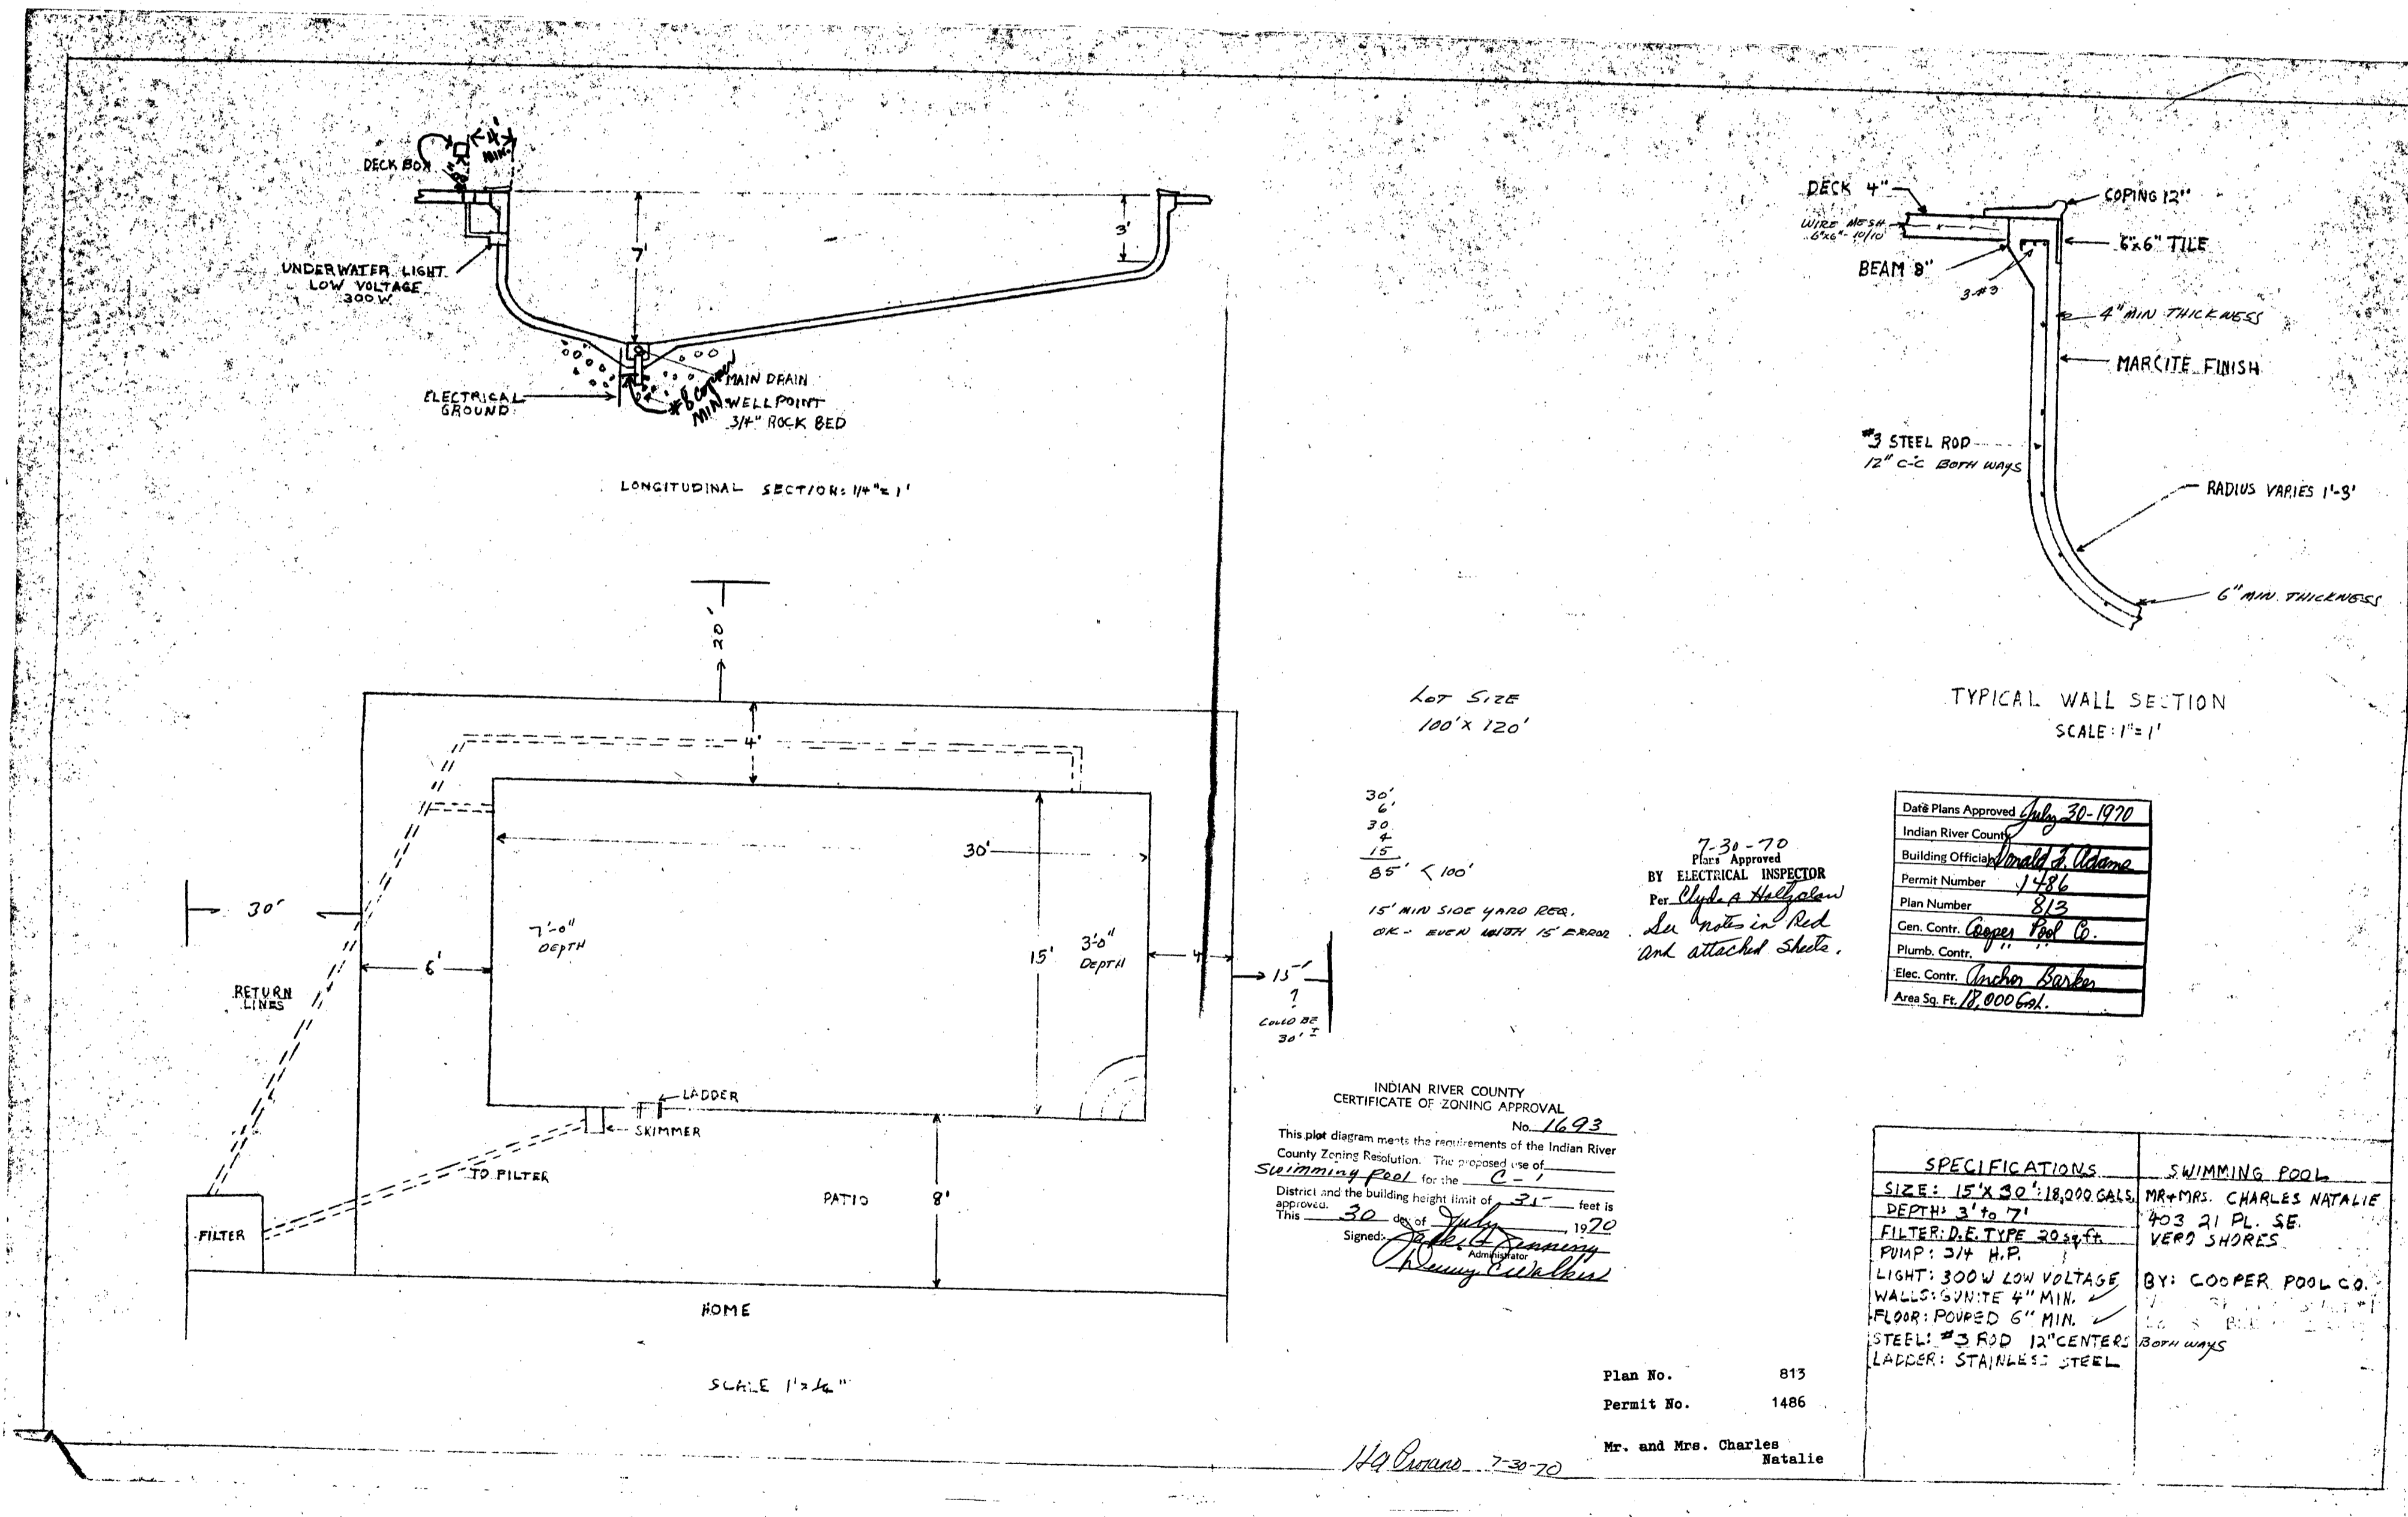 4' MIN.
DECK BOX
UNDERWATER LIGHT
LOW VOLTAGE
300 W.
7'
3'
#8 copper
MIN.
MAIN DRAIN
WELLPOINT
3/4" ROCK BED
ELECTRICAL
GROUND
LONGITUDINAL SECTION: 1/4" = 1'
DECK 4"
COPING 12"
WIRE MESH
6"x6"-10/10
6"x6" TILE
BEAM 8"
3-#3
4" MIN THICKNESS
MARCITE FINISH
#3 STEEL ROD
12" C-C BOTH WAYS
RADIUS VARIES 1'-3'
6" MIN. THICKNESS
TYPICAL WALL SECTION
SCALE: 1" = 1'
20'
4'
30'
30'
7'-0"
DEPTH
15'
3'-0"
DEPTH
6'
4'
15'
?
COULD BE
30' ±
RETURN
LINES
LADDER
SKIMMER
TO FILTER
FILTER
PATIO
8'
HOME
SCALE 1' = 1/4"
LOT SIZE
100' X 120'
30'
6'
30
4
15
85' < 100'
15' MIN SIDE YARD REQ.
OK - EVEN WITH 15' ERROR
7-30-70
Plans Approved
BY ELECTRICAL INSPECTOR
Per Clyde A
See notes in Red
and attached sheets.
Date Plans Approved July 30-1970
Indian River County
Building Official Donald F. Adams
Permit Number 1486
Plan Number 813
Gen. Contr. Cooper Pool Co.
Plumb. Contr. " "
Elec. Contr. Anchor Barker
Area Sq. Ft. 18,000 Gal.
INDIAN RIVER COUNTY
CERTIFICATE OF ZONING APPROVAL
No. 1693
This plot diagram meets the requirements of the Indian River
County Zoning Resolution. The proposed use of
Swimming pool for the C-1
District and the building height limit of 35 feet is
approved.
This 30 day of July, 1970
Signed:
Administrator
SPECIFICATIONS
SIZE: 15' X 30': 18,000 GALS.
DEPTH: 3' to 7'
FILTER: D.E. TYPE 20 sq ft
PUMP: 3/4 H.P.
LIGHT: 300 W LOW VOLTAGE
WALLS: GUNITE 4" MIN.
FLOOR: POURED 6" MIN.
STEEL: #3 ROD 12" CENTERS BOTH WAYS
LADDER: STAINLESS STEEL
SWIMMING POOL
MR+MRS. CHARLES NATALIE
403 21 PL. SE.
VERO SHORES
BY: COOPER POOL CO.
Plan No. 813
Permit No. 1486
Mr. and Mrs. Charles
Natalie
7-30-70